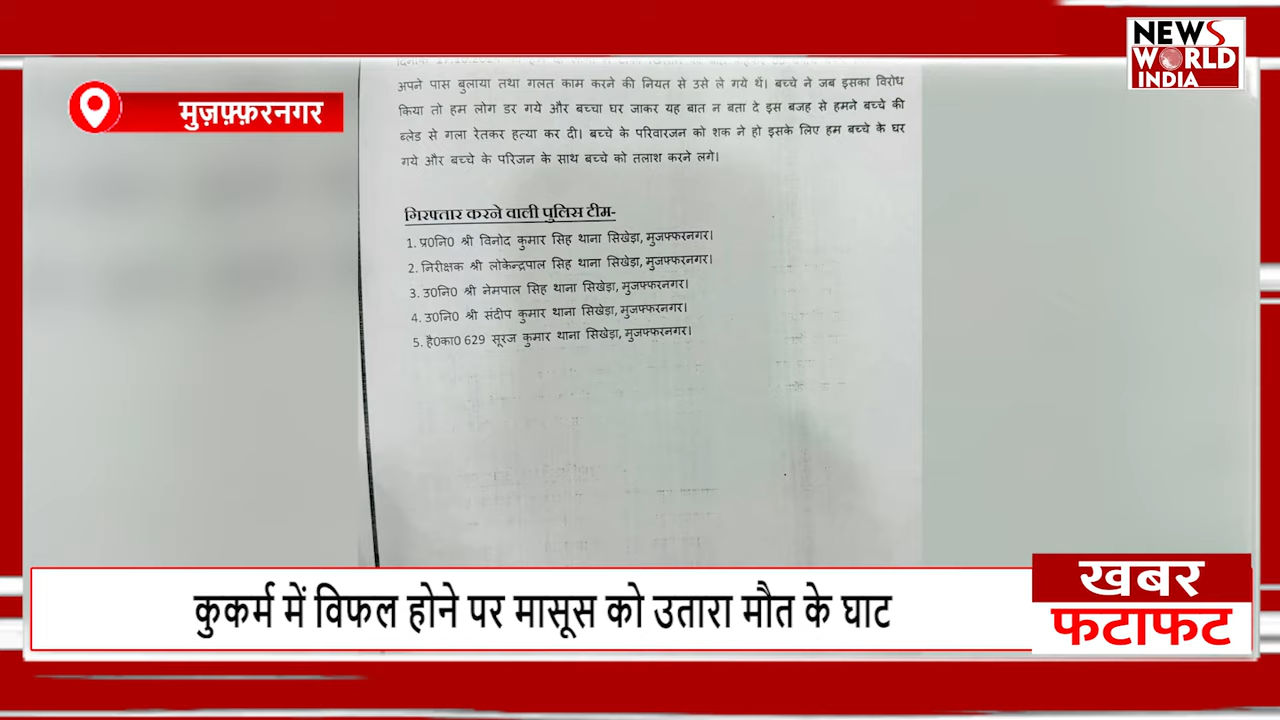 NEWS
WORLD
INDIA
मुज़फ़्फ़रनगर
अपने पास बुलाया तथा गलत काम करने की नियत से उसे ले गये थे। बच्चे ने जब इसका विरोध
किया तो हम लोग डर गये और बच्चा घर जाकर यह बात न बता दे इस बजह से हमने बच्चे की
ब्लेड से गला रेतकर हत्या कर दी। बच्चे के परिवारजन को शक ने हो इसके लिए हम बच्चे के घर
गये और बच्चे के परिजन के साथ बच्चे को तलाश करने लगे।
गिरफ्तार करने वाली पुलिस टीम-
1. प्र0नि0 श्री विनोद कुमार सिह थाना सिखेड़ा, मुजफ्फरनगर।
2. निरीक्षक श्री लोकेन्द्रपाल सिह थाना सिखेड़ा, मुजफ्फरनगर।
3. उ0नि0 श्री नेमपाल सिह थाना सिखेड़ा, मुजफ्फरनगर।
4. उ0नि0 श्री संदीप कुमार थाना सिखेड़ा, मुजफ्फरनगर।
5. है0का0 629 सूरज कुमार थाना सिखेड़ा, मुजफ्फरनगर।
कुकर्म में विफल होने पर मासूस को उतारा मौत के घाट
खबर
फटाफट